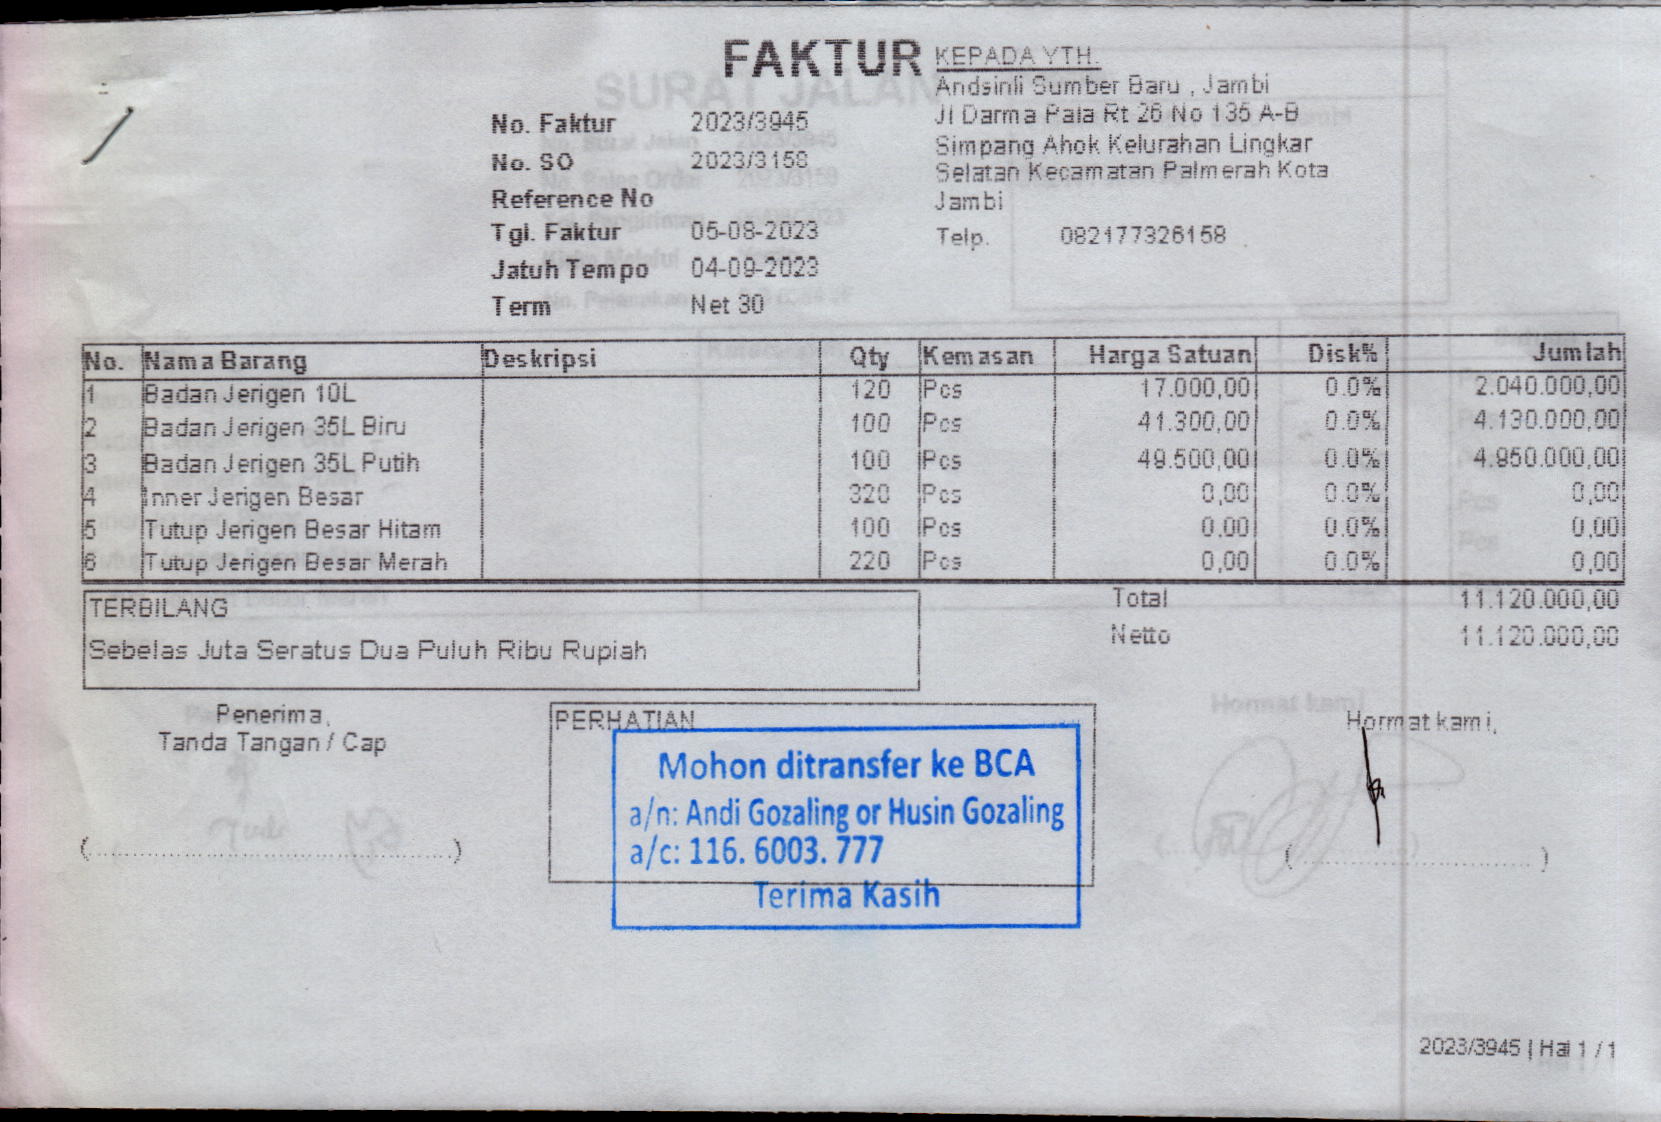 FAKTUR
KEPADA YTH.
Andsinli Sumber Baru , Jambi
Jl Darma Pala Rt 26 No 135 A-B
Simpang Ahok Kelurahan Lingkar
Selatan Kecamatan Palmerah Kota
Jambi
Telp. 082177326158
No. Faktur 2023/3945
No. SO 2023/3158
Reference No
Tgl. Faktur 05-08-2023
Jatuh Tempo 04-09-2023
Term Net 30
No. Nama Barang Deskripsi Qty Kemasan Harga Satuan Disk% Jumlah
1 Badan Jerigen 10L 120 Pcs 17.000,00 0.0% 2.040.000,00
2 Badan Jerigen 35L Biru 100 Pcs 41.300,00 0.0% 4.130.000,00
3 Badan Jerigen 35L Putih 100 Pcs 49.500,00 0.0% 4.950.000,00
4 Inner Jerigen Besar 320 Pcs 0,00 0.0% 0,00
5 Tutup Jerigen Besar Hitam 100 Pcs 0,00 0.0% 0,00
6 Tutup Jerigen Besar Merah 220 Pcs 0,00 0.0% 0,00
Total 11.120.000,00
Netto 11.120.000,00
TERBILANG
Sebelas Juta Seratus Dua Puluh Ribu Rupiah
Penerima,
Tanda Tangan / Cap
(..............................)
PERHATIAN
Mohon ditransfer ke BCA
a/n: Andi Gozaling or Husin Gozaling
a/c: 116. 6003. 777
Terima Kasih
Hormat kami,
(..............................)
2023/3945 | Hal 1 / 1